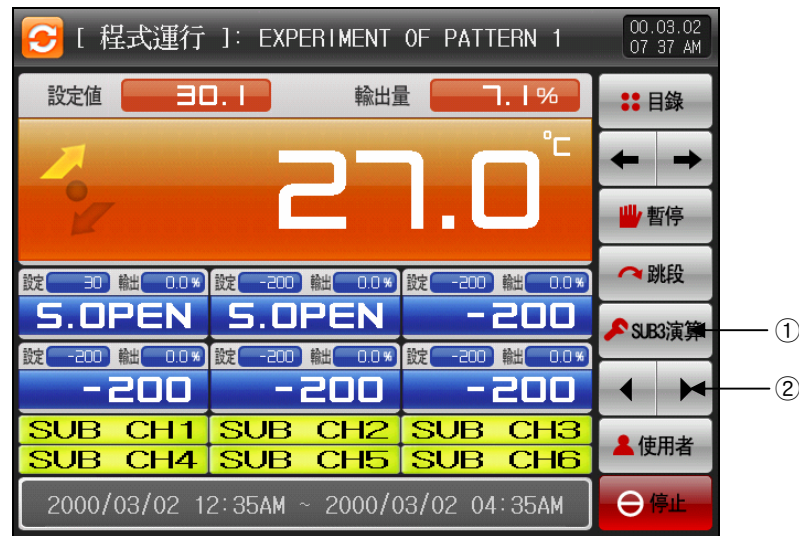 [ 程式運行 ]: EXPERIMENT OF PATTERN 1
00.03.02
07 37 AM
設定値 30.1 輸出量 7.1%
27.0 ℃
設定 30 輸出 0.0% 設定 -200 輸出 0.0% 設定 -200 輸出 0.0%
S.OPEN S.OPEN -200
設定 -200 輸出 0.0% 設定 -200 輸出 0.0% 設定 -200 輸出 0.0%
-200 -200 -200
SUB CH1 SUB CH2 SUB CH3
SUB CH4 SUB CH5 SUB CH6
2000/03/02 12:35AM ~ 2000/03/02 04:35AM
目錄
暫停
跳段
SUB3演算 ①
②
使用者
停止